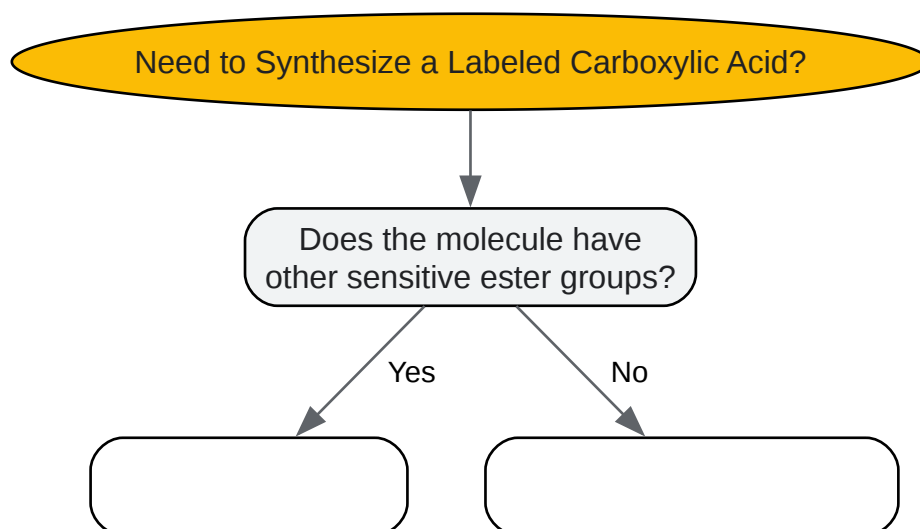 Need to Synthesize a Labeled Carboxylic Acid?
Does the molecule have
other sensitive ester groups?
Yes
No